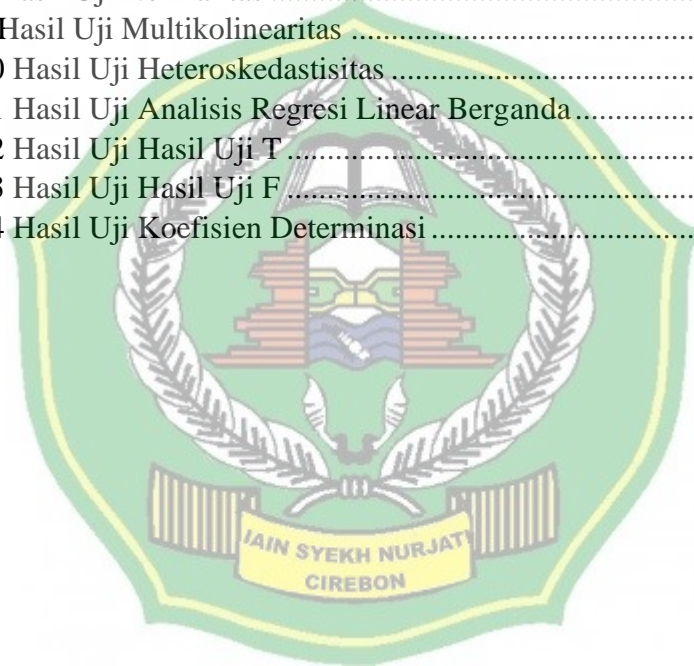 Hasil Uji Multikolinearitas ..........................................................
0 Hasil Uji Heteroskedastisitas ....................................................
Hasil Uji Analisis Regresi Linear Berganda ....................
2 Hasil Uji Hasil Uji T ....................................................................
3 Hasil Uji Hasil Uji F ....................................................................
4 Hasil Uji Koefisien Determinasi ..............................................
IAIN SYEKH NURJATI
CIREBON